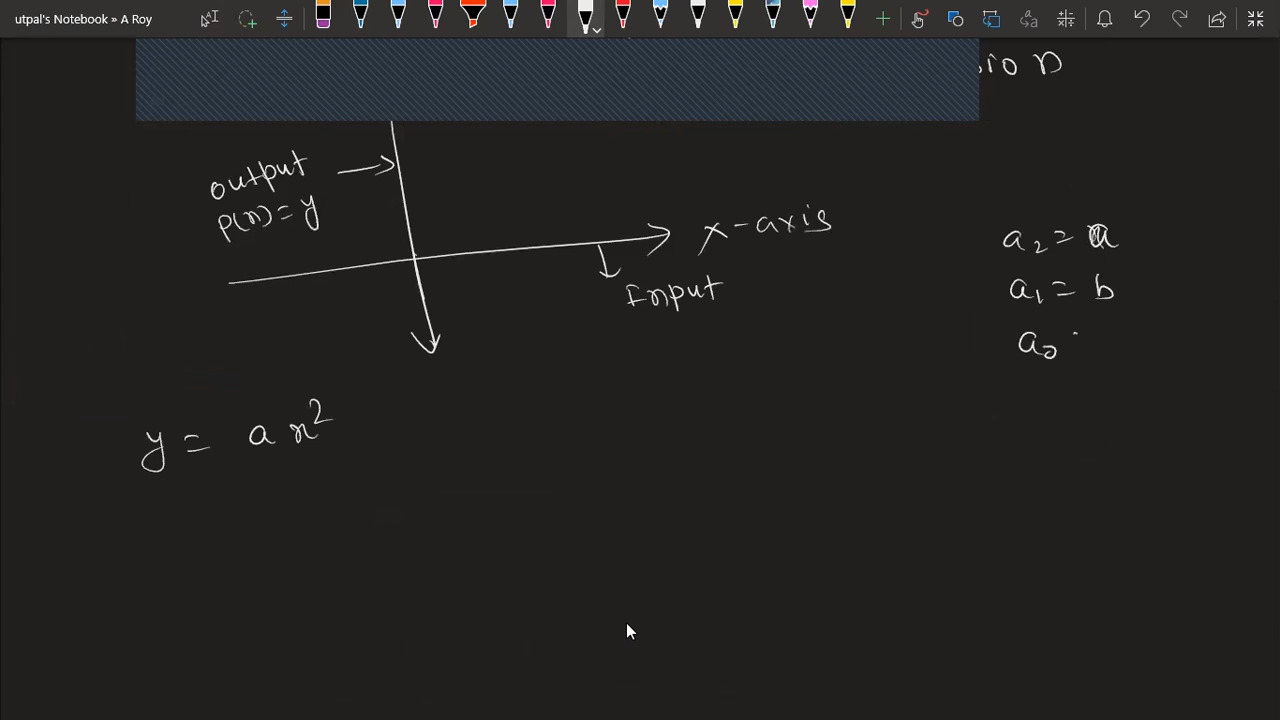 utpal's Notebook » A Roy
output
p(x) = y
x-axis
Input
a₂ = a
a₁ = b
a₀
y = a x²